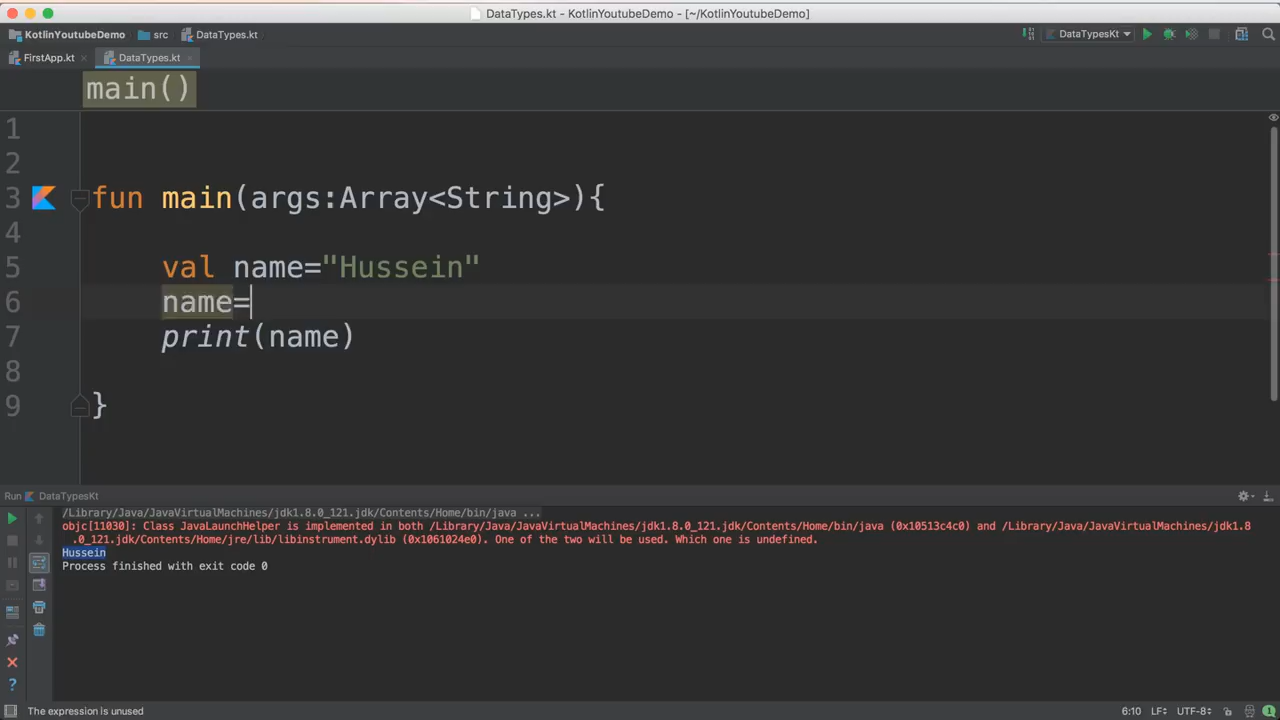 DataTypes.kt - KotlinYoutubeDemo - [~/KotlinYoutubeDemo]
KotlinYoutubeDemo src DataTypes.kt DataTypesKt
FirstApp.kt DataTypes.kt
main()
1
2
3 fun main(args:Array<String>){
4
5 val name="Hussein"
6 name=
7 print(name)
8
9 }
Run DataTypesKt
/Library/Java/JavaVirtualMachines/jdk1.8.0_121.jdk/Contents/Home/bin/java ...
objc[11030]: Class JavaLaunchHelper is implemented in both /Library/Java/JavaVirtualMachines/jdk1.8.0_121.jdk/Contents/Home/bin/java (0x10513c4c0) and /Library/Java/JavaVirtualMachines/jdk1.8
.0_121.jdk/Contents/Home/jre/lib/libinstrument.dylib (0x1061024e0). One of the two will be used. Which one is undefined.
Hussein
Process finished with exit code 0
?
The expression is unused 6:10 LF÷ UTF-8÷ 1